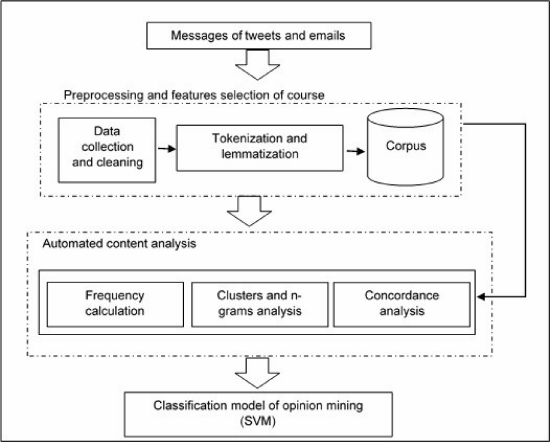 Messages of tweets and emails
Preprocessing and features selection of course
Data
collection
and cleaning
Tokenization and
lemmatization
Corpus
Automated content analysis
Frequency
calculation
Clusters and n-
grams analysis
Concordance
analysis
Classification model of opinion mining
(SVM)